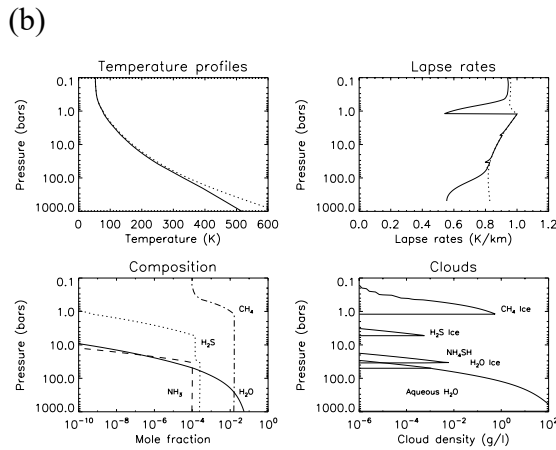 (b)
Temperature profiles
Pressure (bars)
0.1
1.0
10.0
100.0
1000.0
0 100 200 300 400 500 600
Temperature (K)
Lapse rates
Pressure (bars)
0.1
1.0
10.0
100.0
1000.0
0.0 0.2 0.4 0.6 0.8 1.0 1.2
Lapse rates (K/km)
Composition
Pressure (bars)
0.1
1.0
10.0
100.0
1000.0
CH₄
H₂S
NH₃
H₂O
10⁻¹⁰ 10⁻⁸ 10⁻⁶ 10⁻⁴ 10⁻² 10⁰
Mole fraction
Clouds
Pressure (bars)
0.1
1.0
10.0
100.0
1000.0
CH₄ Ice
H₂S Ice
NH₄SH
H₂O Ice
Aqueous H₂O
10⁻⁶ 10⁻⁴ 10⁻² 10⁰ 10²
Cloud density (g/l)